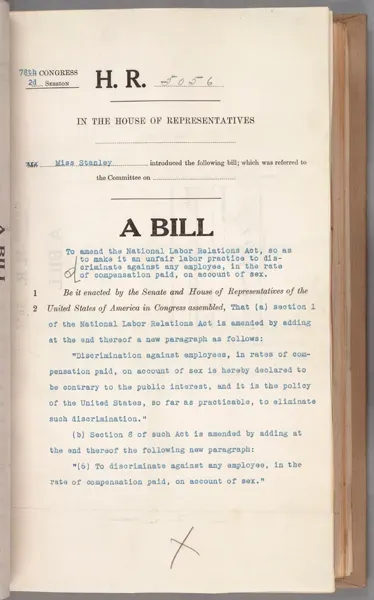 78th CONGRESS
2d SESSION
H. R. 5056
IN THE HOUSE OF REPRESENTATIVES
Miss Stanley introduced the following bill; which was referred to
the Committee on
A BILL
To amend the National Labor Relations Act, so as
to make it an unfair labor practice to dis-
criminate against any employee, in the rate
of compensation paid, on account of sex.
1 Be it enacted by the Senate and House of Representatives of the
2 United States of America in Congress assembled, That (a) section 1
of the National Labor Relations Act is amended by adding
at the end thereof a new paragraph as follows:
"Discrimination against employees, in rates of com-
pensation paid, on account of sex is hereby declared to
be contrary to the public interest, and it is the policy
of the United States, so far as practicable, to eliminate
such discrimination."
(b) Section 8 of such Act is amended by adding at
the end thereof the following new paragraph:
"(6) To discriminate against any employee, in the
rate of compensation paid, on account of sex."